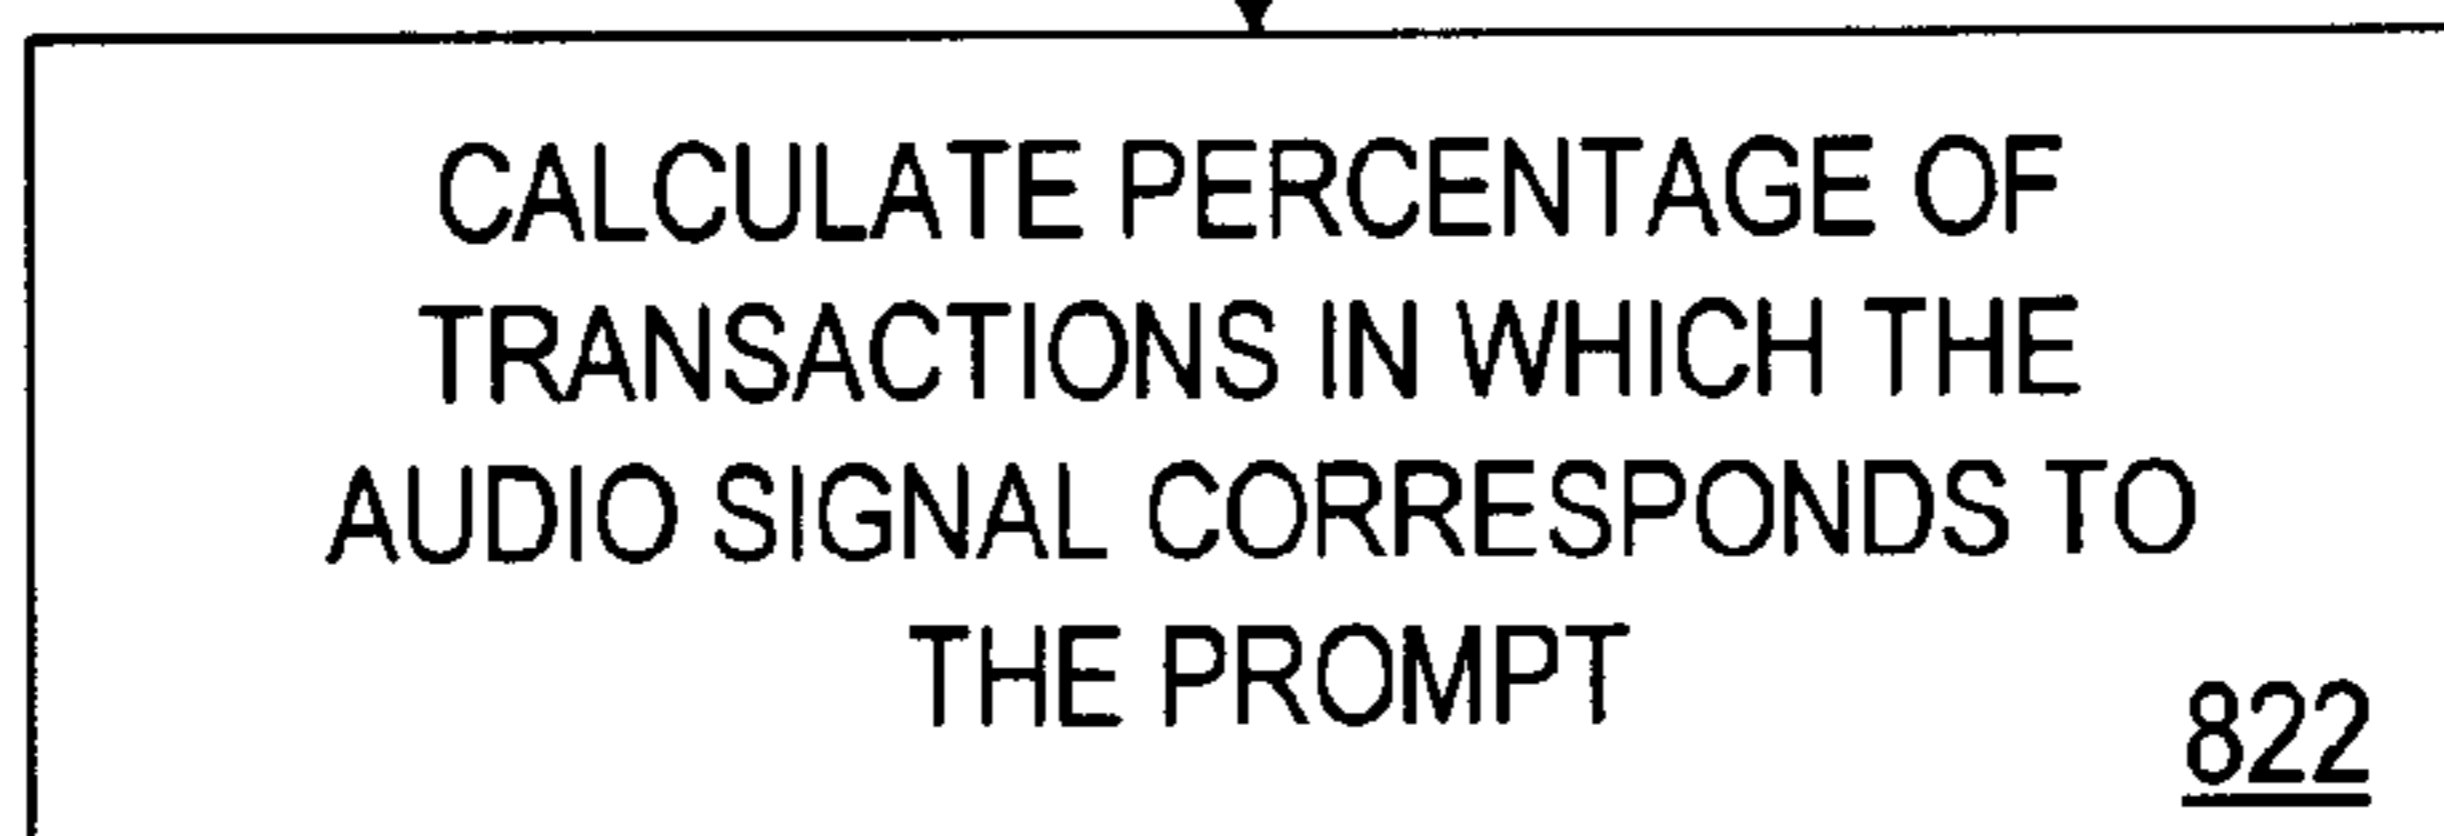 CALCULATE PERCENTAGE OF
TRANSACTIONS IN WHICH THE
AUDIO SIGNAL CORRESPONDS TO
THE PROMPT
822